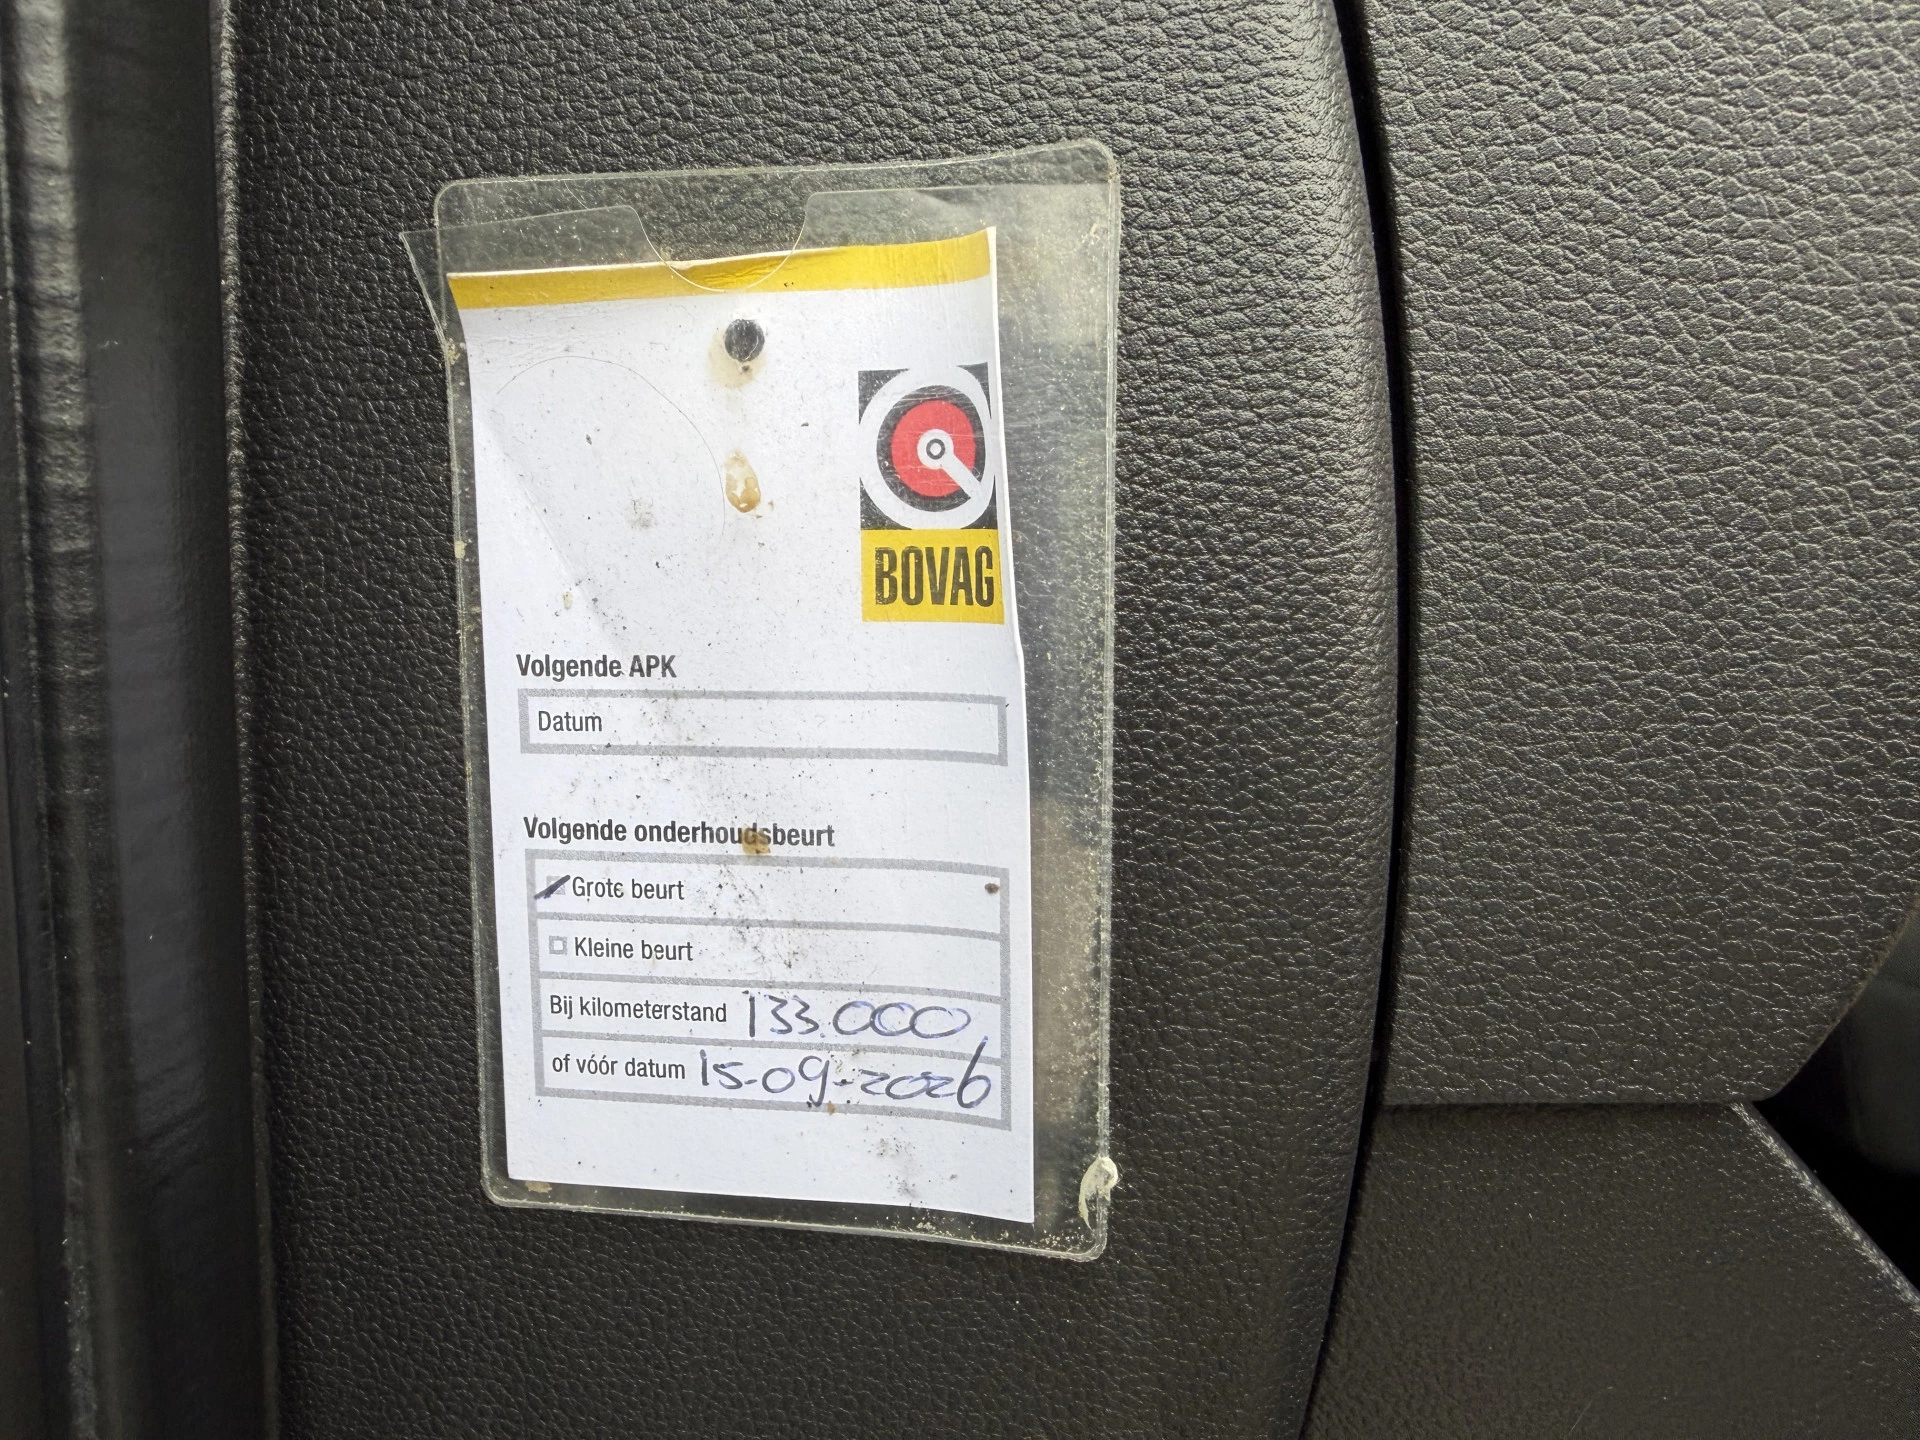 BOVAG
Volgende APK
Datum
Volgende onderhoudsbeurt
Grote beurt
Kleine beurt
Bij kilometerstand 133.000
of vóór datum 15-09-2026